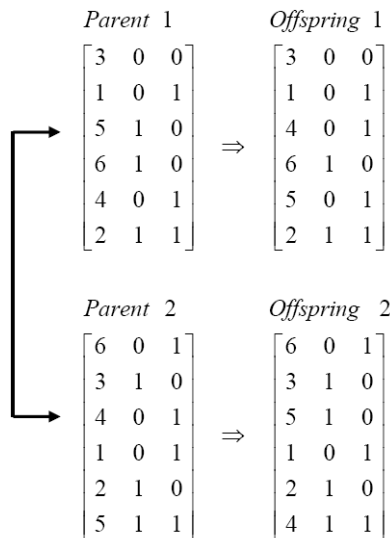 Parent 1 Offspring 1
3 0 0 3 0 0
1 0 1 1 0 1
5 1 0 4 0 1
⇒
6 1 0 6 1 0
4 0 1 5 0 1
2 1 1 2 1 1
Parent 2 Offspring 2
6 0 1 6 0 1
3 1 0 3 1 0
4 0 1 5 1 0
⇒
1 0 1 1 0 1
2 1 0 2 1 0
5 1 1 4 1 1